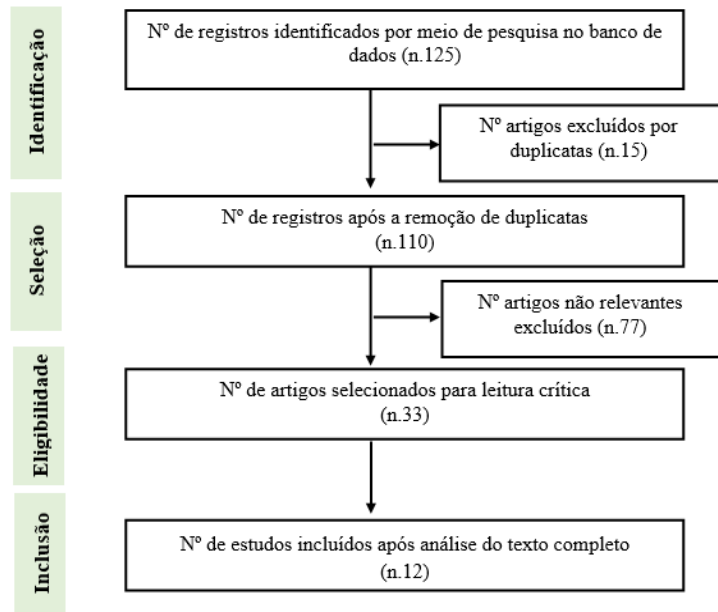 Identificação
Nº de registros identificados por meio de pesquisa no banco de
dados (n.125)
Nº artigos excluídos por
duplicatas (n.15)
Seleção
Nº de registros após a remoção de duplicatas
(n.110)
Nº artigos não relevantes
excluídos (n.77)
Eligibilidade
Nº de artigos selecionados para leitura crítica
(n.33)
Inclusão
Nº de estudos incluídos após análise do texto completo
(n.12)